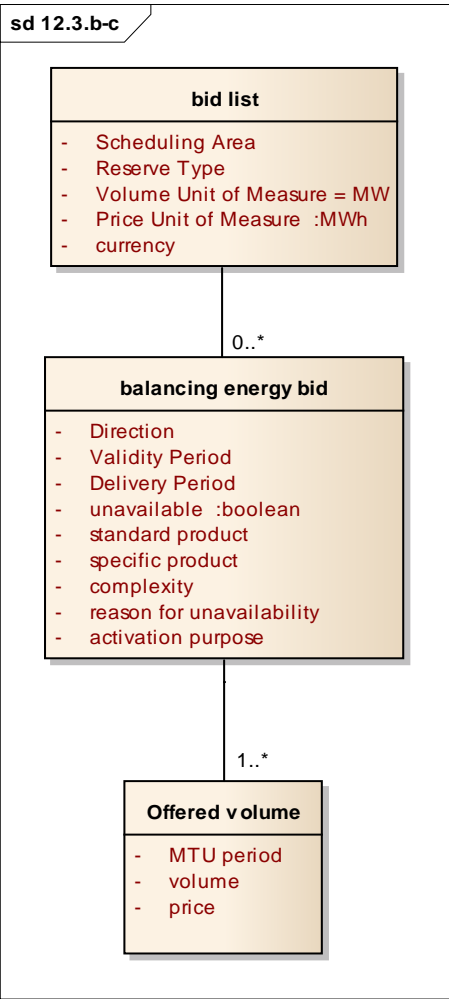 sd 12.3.b-c
bid list
- Scheduling Area
- Reserve Type
- Volume Unit of Measure = MW
- Price Unit of Measure :MWh
- currency
0..*
balancing energy bid
- Direction
- Validity Period
- Delivery Period
- unavailable :boolean
- standard product
- specific product
- complexity
- reason for unavailability
- activation purpose
1..*
Offered volume
- MTU period
- volume
- price